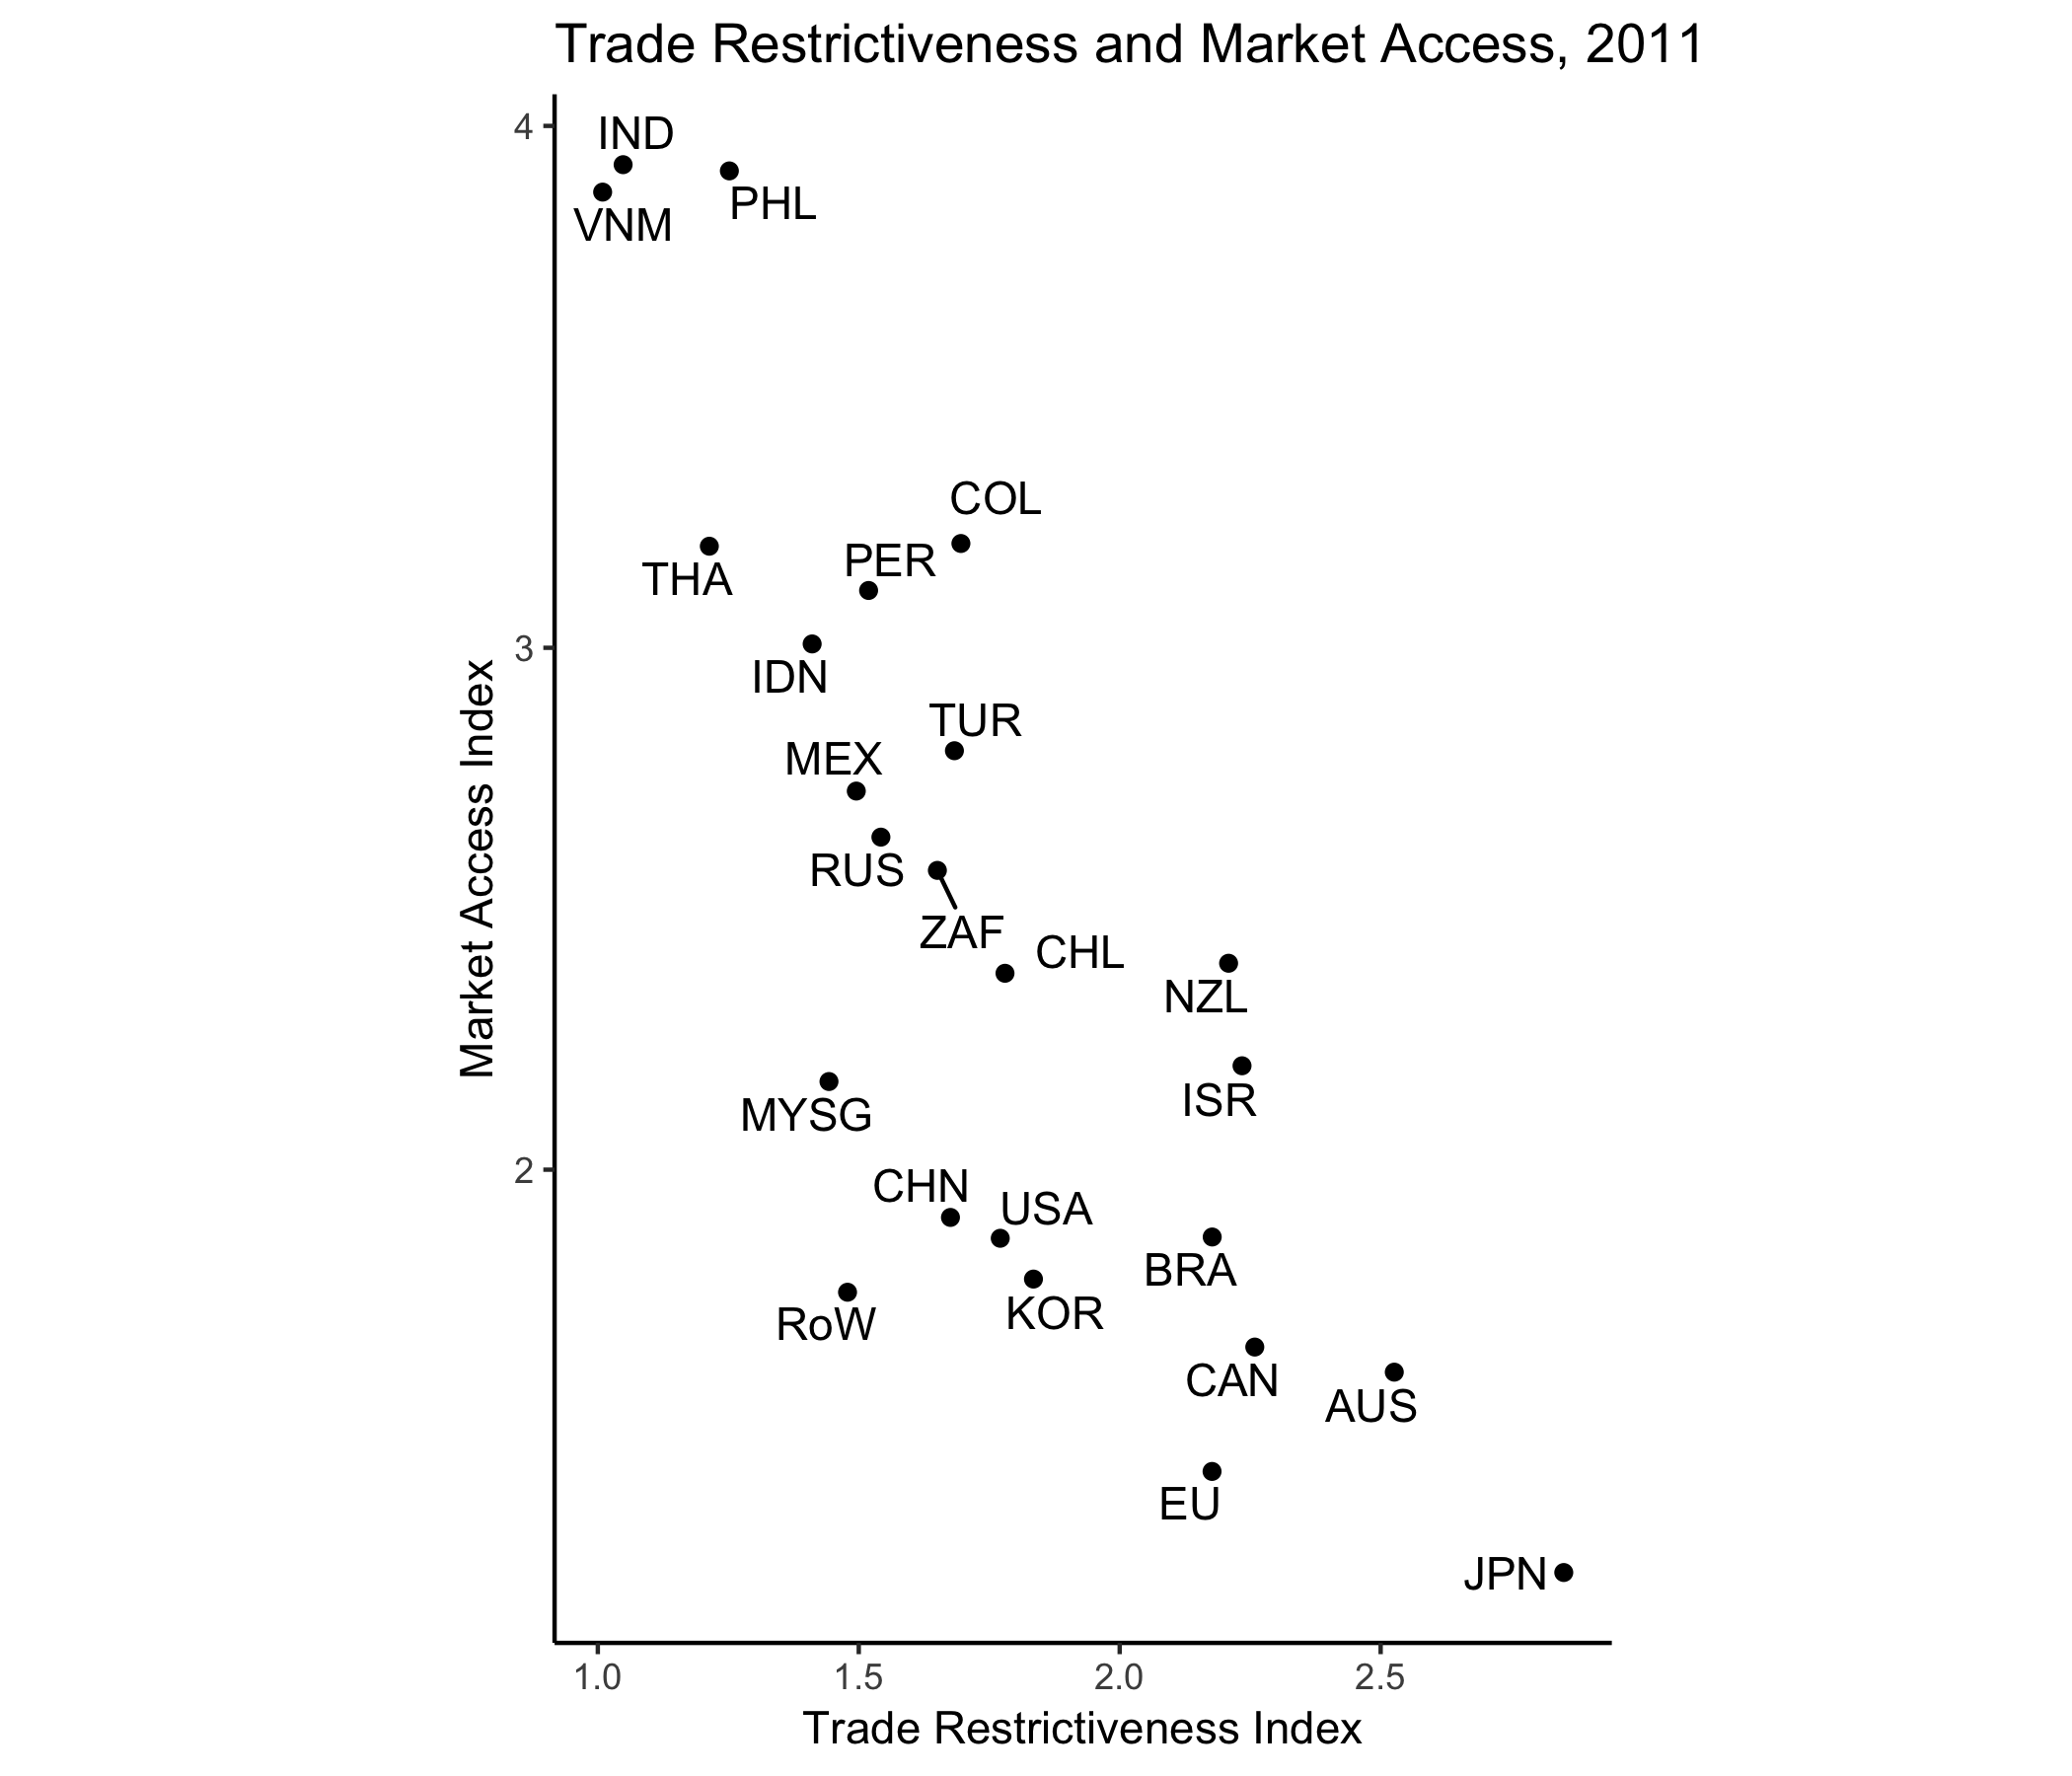 Trade Restrictiveness and Market Access, 2011
4
IND
PHL
VNM
COL
PER
THA
3
IDN
TUR
MEX
RUS
ZAF
CHL
NZL
ISR
MYSG
2
CHN
USA
BRA
KOR
RoW
CAN
AUS
EU
JPN
Market Access Index
1.0 1.5 2.0 2.5
Trade Restrictiveness Index